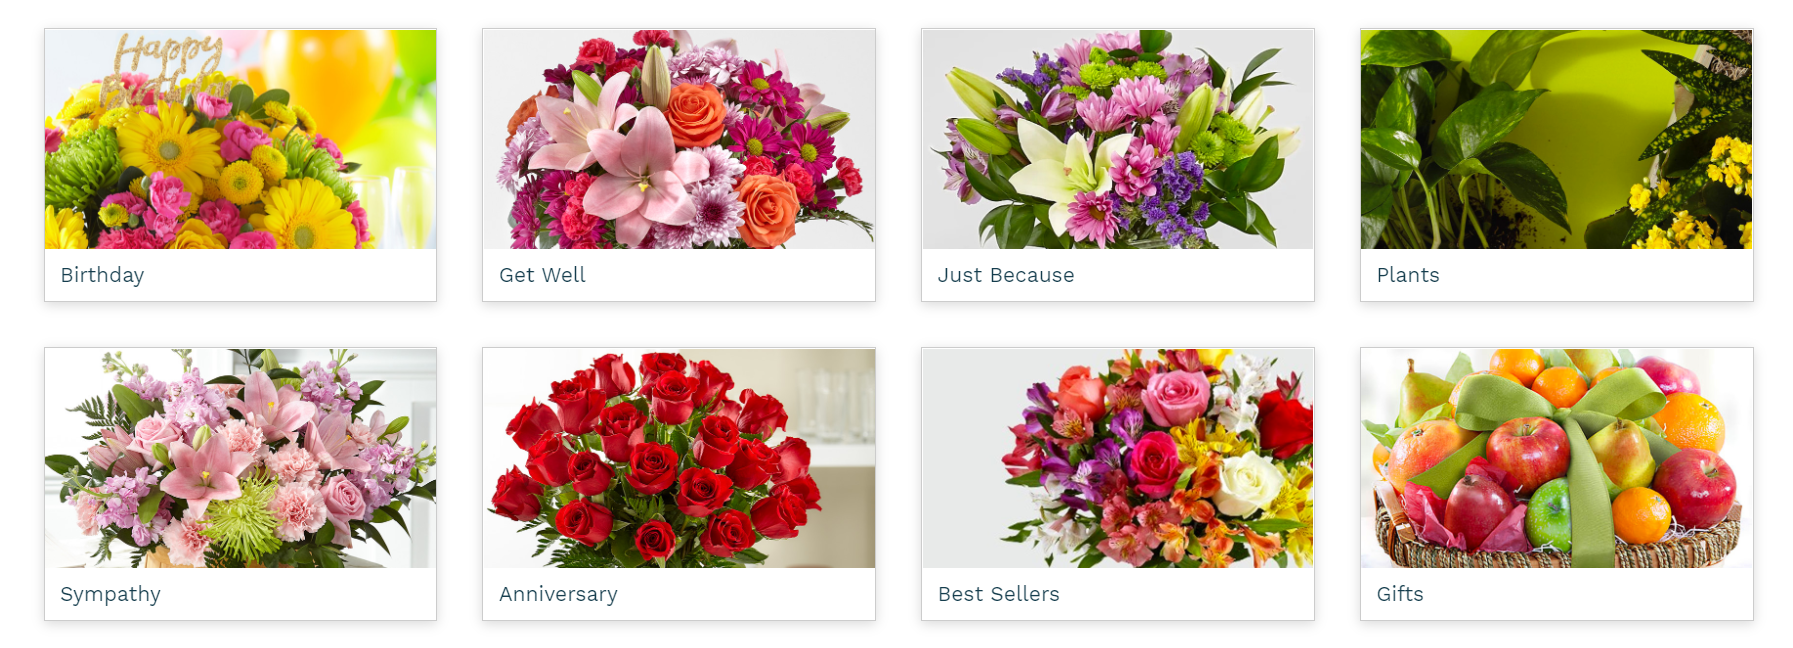 Happy
Birthday
Birthday
Get Well
Just Because
Plants
Sympathy
Anniversary
Best Sellers
Gifts